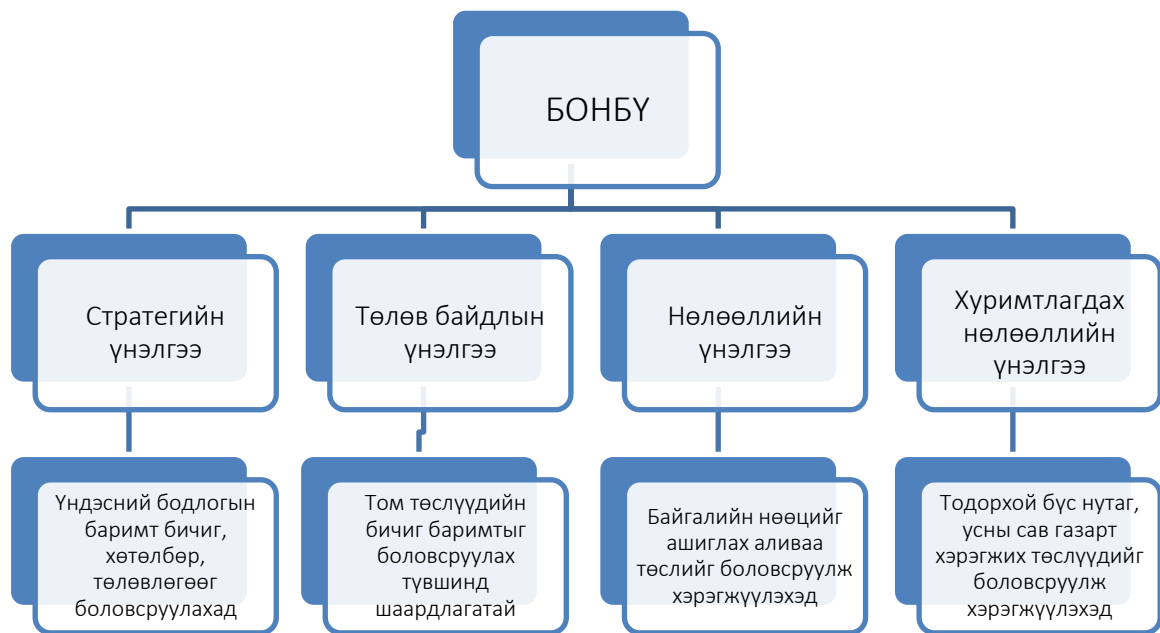 БОНБҮ
Стратегийн
үнэлгээ
Төлөв байдлын
үнэлгээ
Нөлөөллийн
үнэлгээ
Хуримтлагдах
нөлөөллийн
үнэлгээ
Үндэсний бодлогын
баримт бичиг,
хөтөлбөр,
төлөвлөгөөг
боловсруулахад
Том төслүүдийн
бичиг баримтыг
боловсруулах
түвшинд
шаардлагатай
Байгалийн нөөцийг
ашиглах аливаа
төслийг боловсруулж
хэрэгжүүлэхэд
Тодорхой бүс нутаг,
усны сав газарт
хэрэгжих төслүүдийг
боловсруулж
хэрэгжүүлэхэд